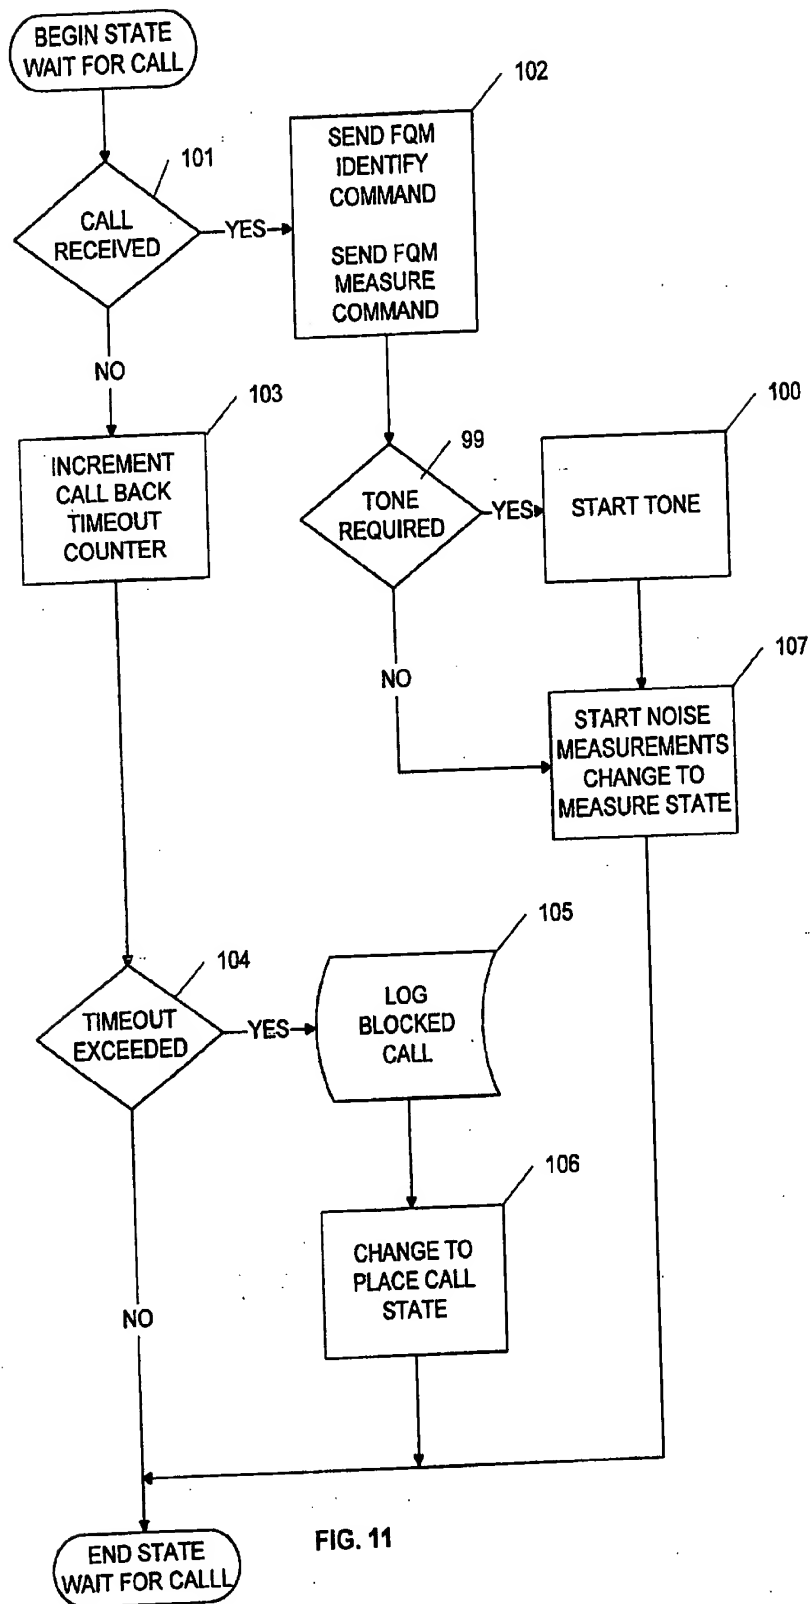 BEGIN STATE
WAIT FOR CALL
101
CALL
RECEIVED
YES
102
SEND FQM
IDENTIFY
COMMAND
SEND FQM
MEASURE
COMMAND
NO
103
INCREMENT
CALL BACK
TIMEOUT
COUNTER
99
TONE
REQUIRED
YES
100
START TONE
NO
107
START NOISE
MEASUREMENTS
CHANGE TO
MEASURE STATE
104
TIMEOUT
EXCEEDED
YES
105
LOG
BLOCKED
CALL
106
CHANGE TO
PLACE CALL
STATE
NO
FIG. 11
END STATE
WAIT FOR CALLL